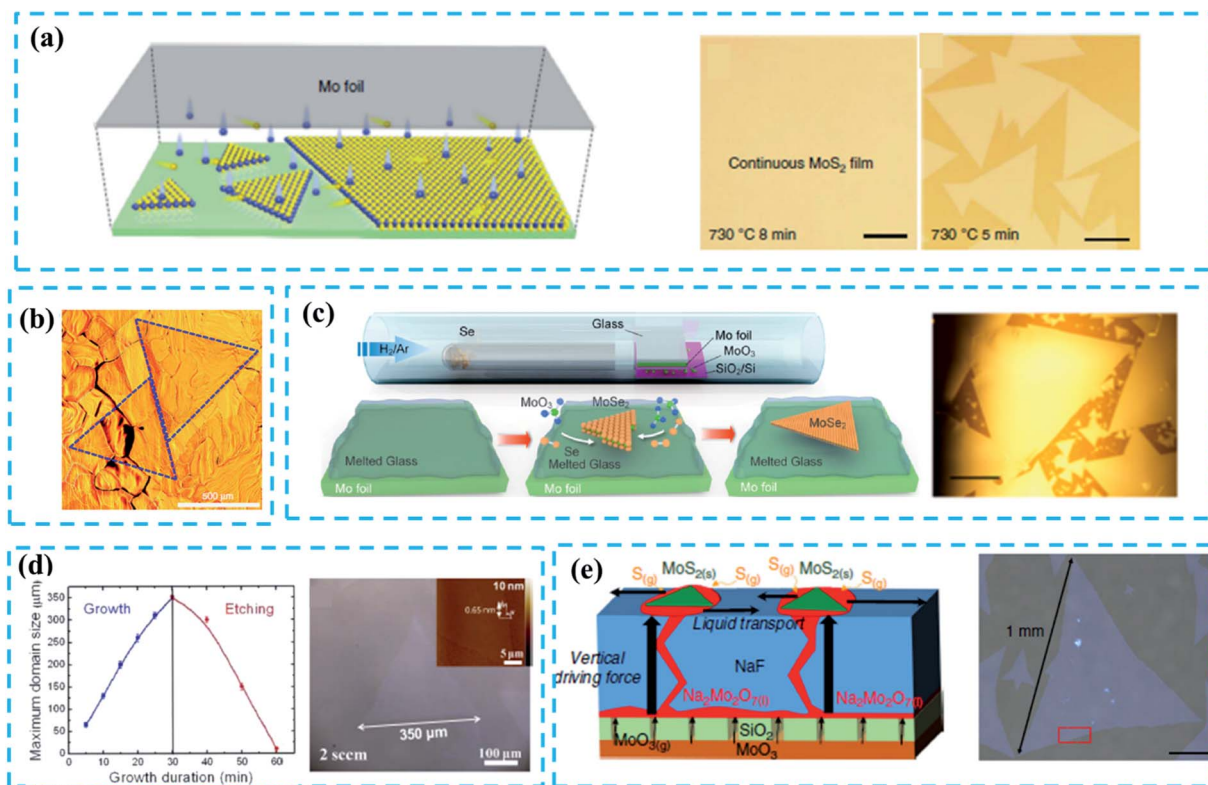 (a)
Mo foil
Continuous MoS2 film
730 °C 8 min
730 °C 5 min
(b)
500 µm
(c)
Se
Glass
Mo foil
MoO3
SiO2/Si
H2/Ar
MoO3
MoSe2
Se
Melted Glass
Mo foil
Melted Glass
Mo foil
MoSe2
Melted Glass
Mo foil
(d)
Maximum domain size (µm)
350
300
250
200
150
100
50
0
Growth
Etching
0 10 20 30 40 50 60
Growth duration (min)
10 nm
0.65 nm
5 µm
350 µm
2 sccm
100 µm
(e)
S(g)
MoS2(s)
S(g)
S(g)
MoS2(s)
S(g)
Liquid transport
Vertical
driving force
NaF
Na2Mo2O7(l)
Na2Mo2O7(l)
SiO2
MoO3(g)
MoO3
1 mm